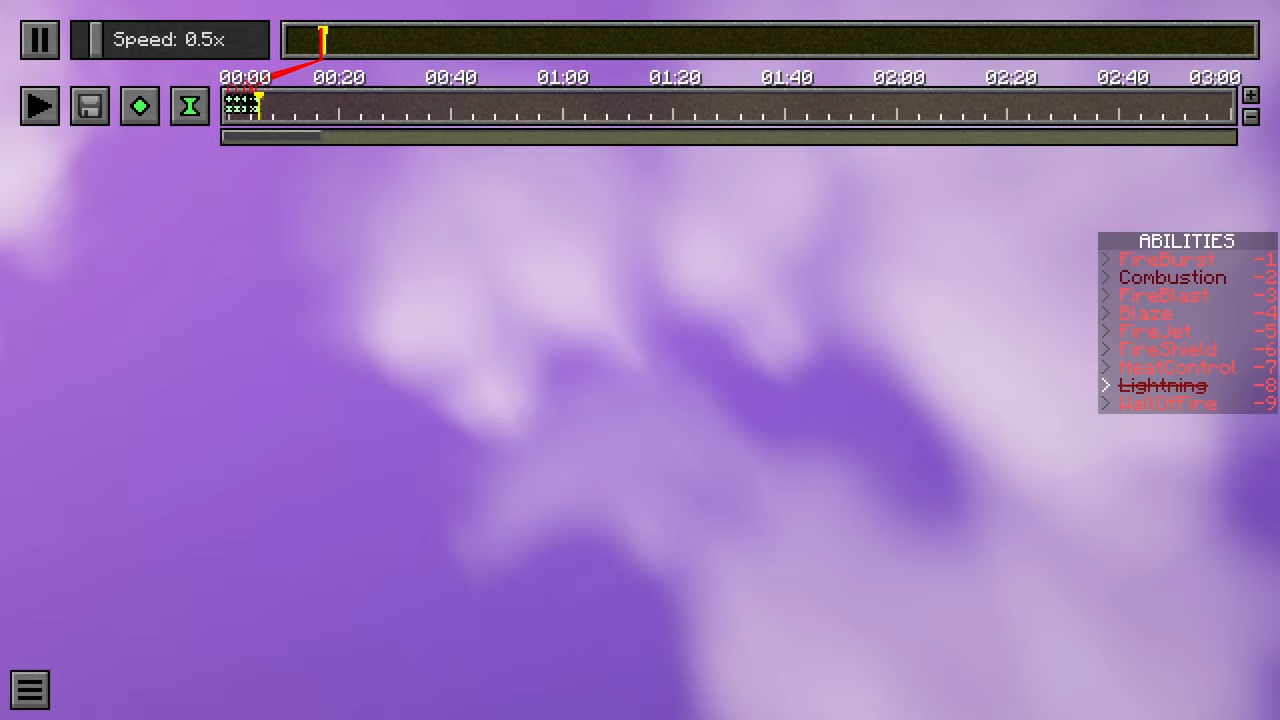 Speed: 0.5x
00:00 00:20 00:40 01:00 01:20 01:40 02:00 02:20 02:40 03:00
ABILITIES
FireBurst -1
Combustion -2
FireBlast -3
Blaze -4
FireJet -5
FireShield -6
HeatControl -7
Lightning -8
WallOfFire -9